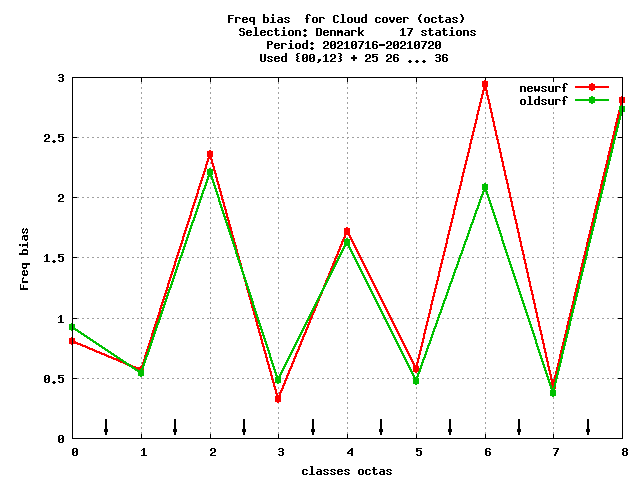 Freq bias  for Cloud cover (octas)
Selection: Denmark     17 stations
Period: 20210716-20210720
Used {00,12} + 25 26 ... 36
newsurf
oldsurf
3
2.5
2
1.5
1
0.5
0
Freq bias
0 1 2 3 4 5 6 7 8
classes octas